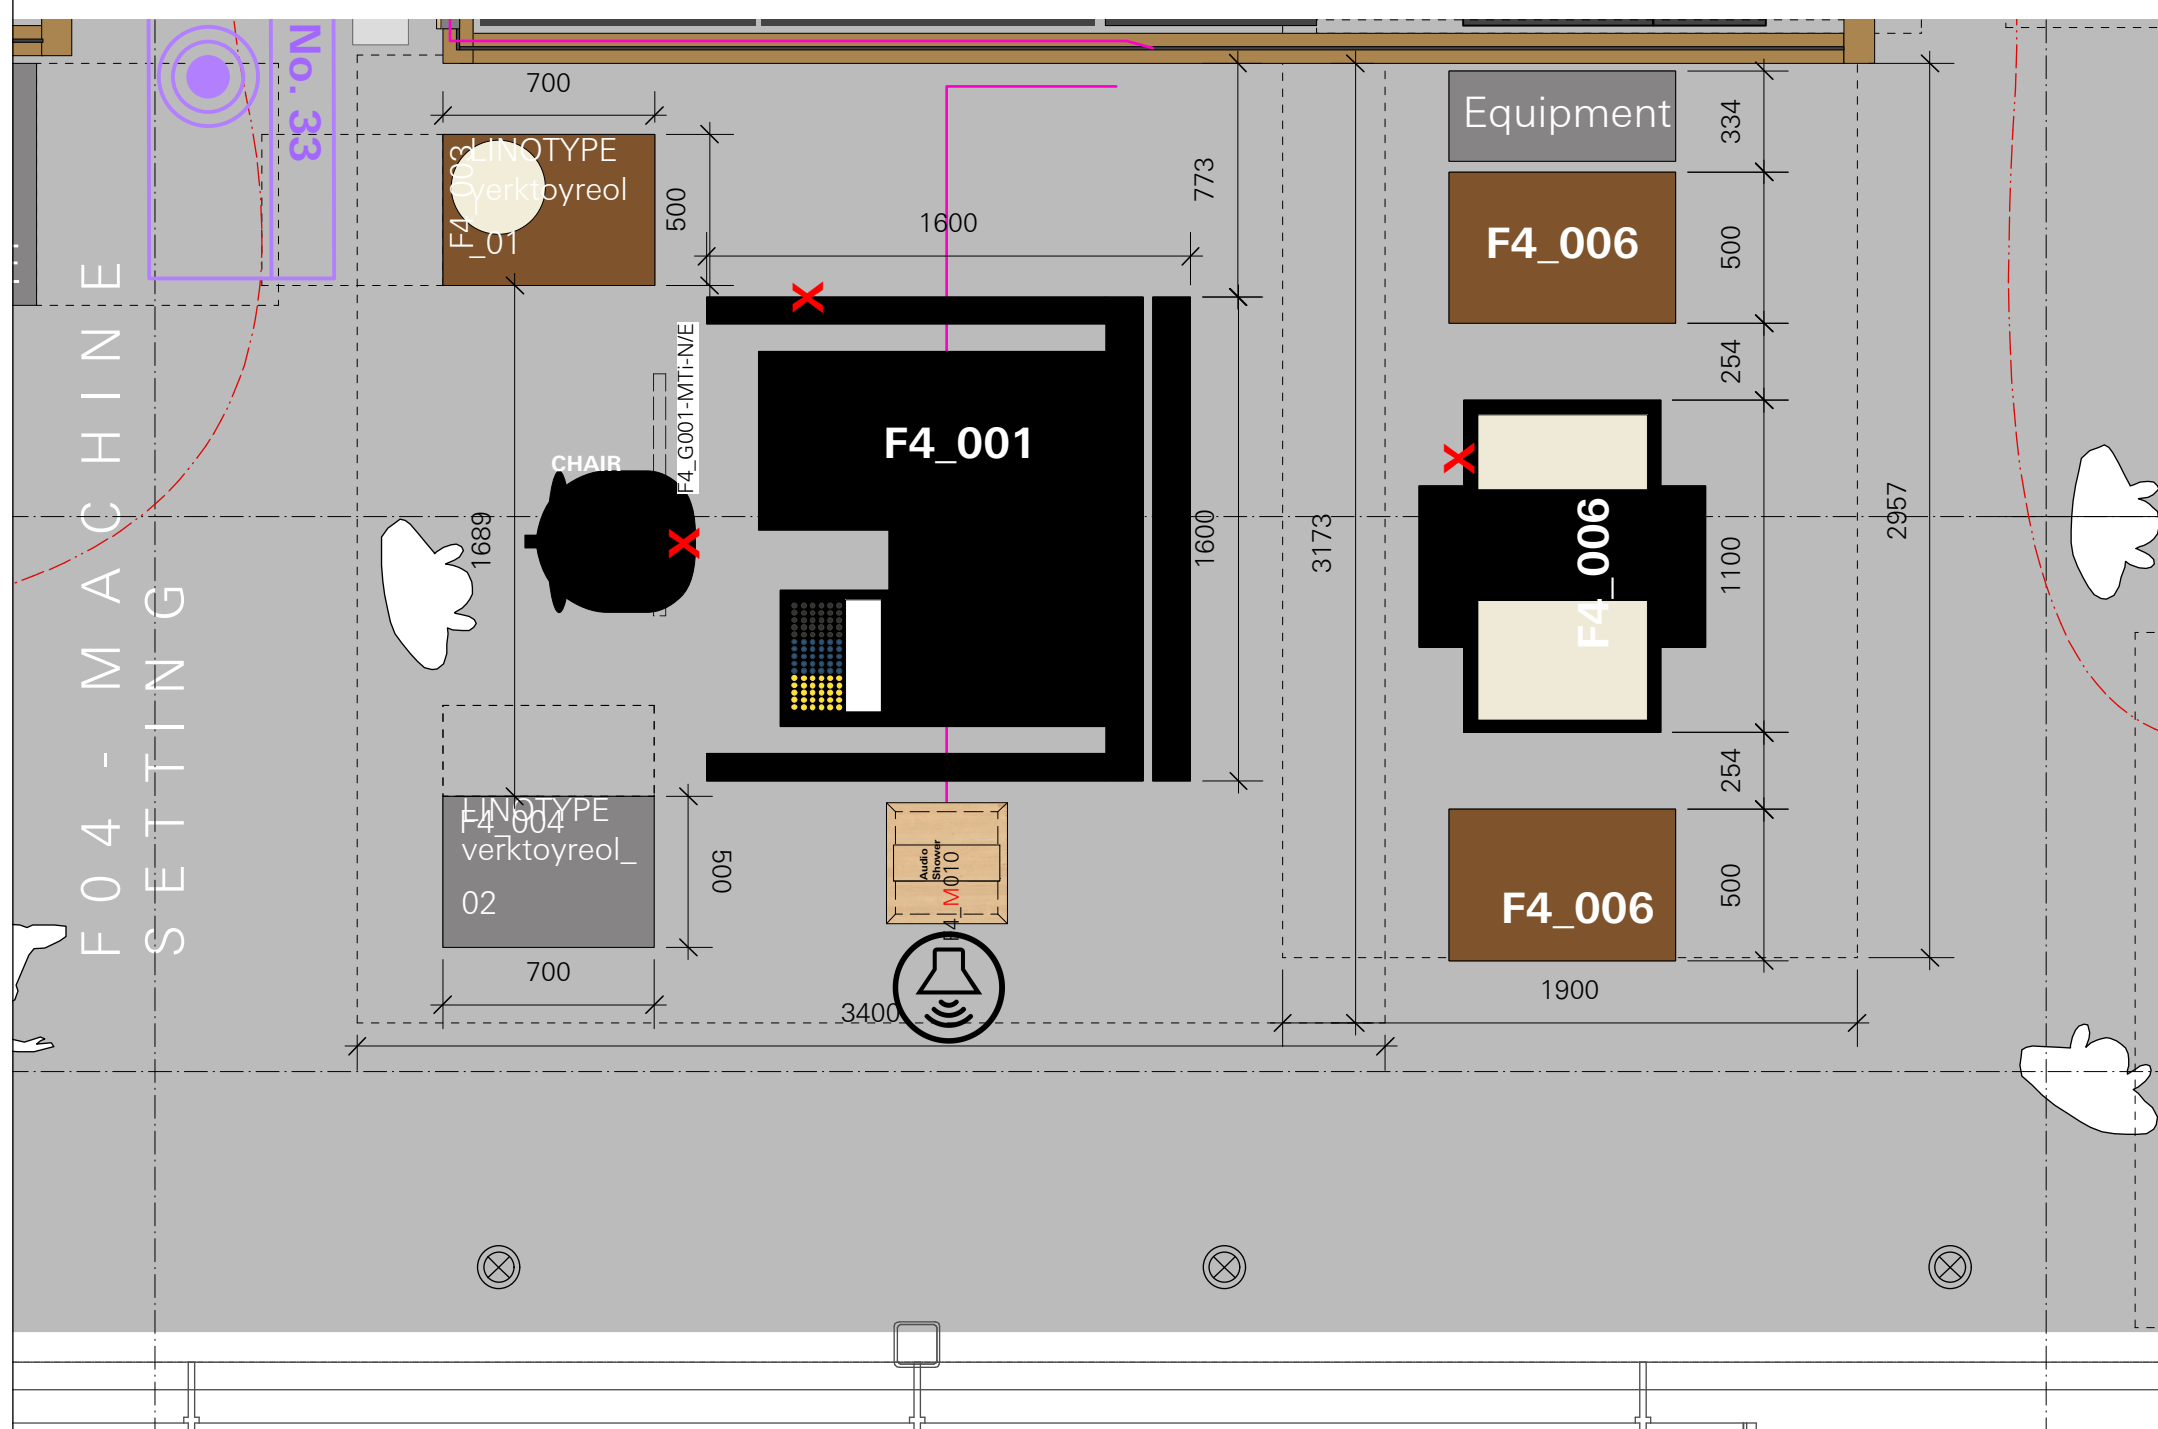 No. 33
F04 - MACHINE
SETTING
700
LINOTYPE
verktoyreol
_01
F4_003
500
1600
773
F4_G001-MTi-N/E
CHAIR
1689
F4_001
1600
3173
Equipment
334
F4_006
500
254
F4_006
1100
2957
254
F4_006
500
1900
LINOTYPE
F4_004
verktoyreol_
02
500
700
Audio
Shower
F4_M010
3400
X
X
X